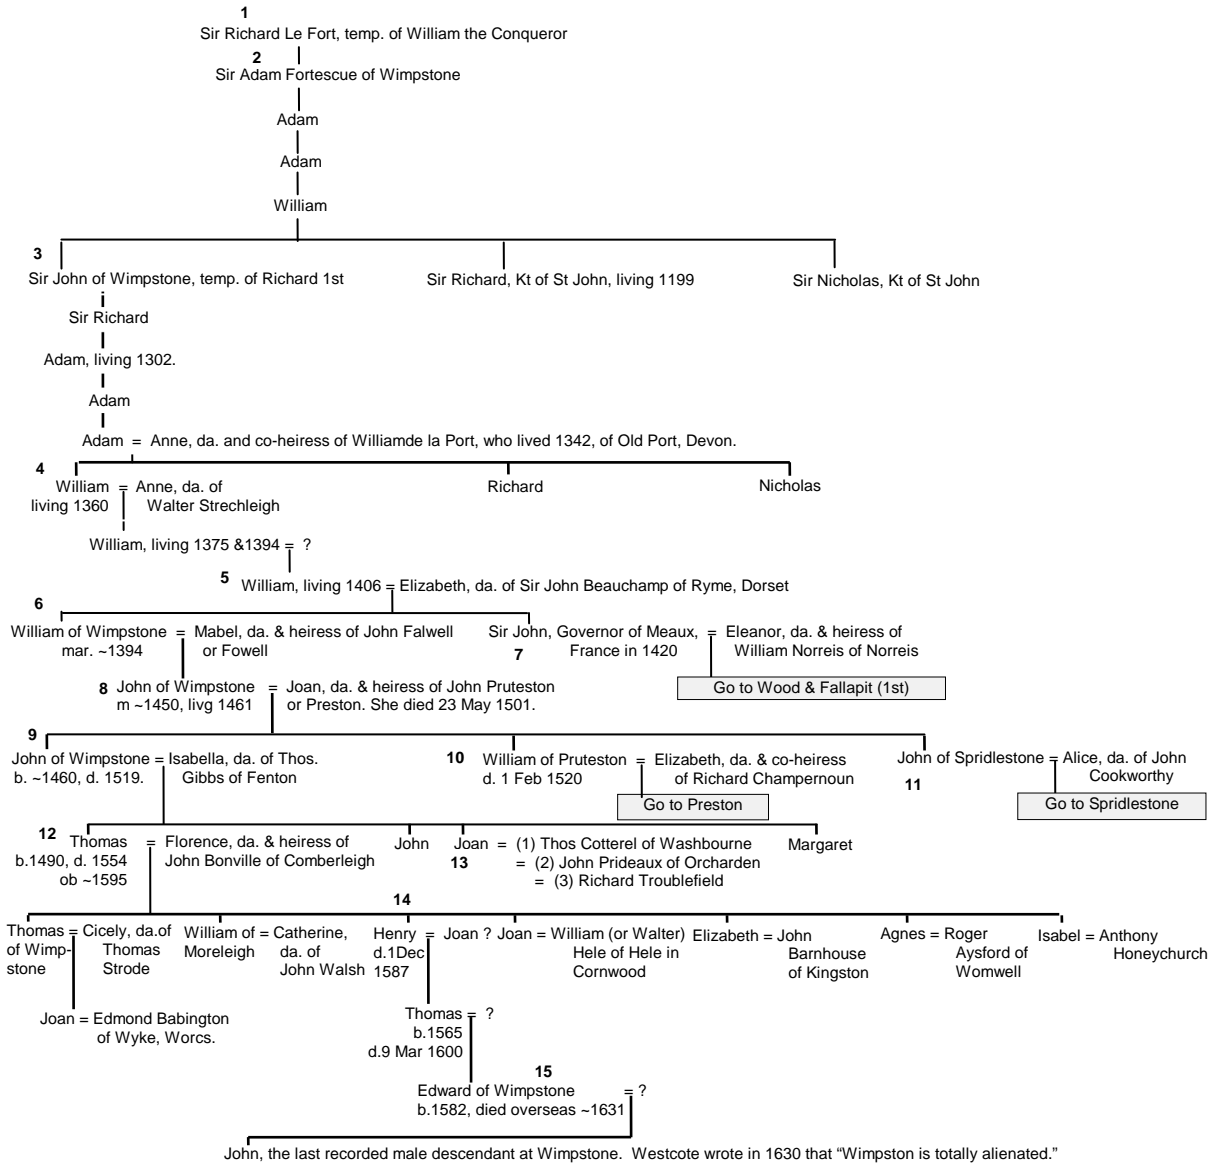 1
Sir Richard Le Fort, temp. of William the Conqueror
2
Sir Adam Fortescue of Wimpstone
Adam
Adam
William
3
Sir John of Wimpstone, temp. of Richard 1st
Sir Richard, Kt of St John, living 1199
Sir Nicholas, Kt of St John
Sir Richard
Adam, living 1302.
Adam
Adam = Anne, da. and co-heiress of Williamde la Port, who lived 1342, of Old Port, Devon.
4
William = Anne, da. of
living 1360 Walter Strechleigh
Richard
Nicholas
William, living 1375 &1394 = ?
5 William, living 1406 = Elizabeth, da. of Sir John Beauchamp of Ryme, Dorset
6
William of Wimpstone = Mabel, da. & heiress of John Falwell
mar. ~1394 or Fowell
Sir John, Governor of Meaux, = Eleanor, da. & heiress of
7 France in 1420 William Norreis of Norreis
Go to Wood & Fallapit (1st)
8 John of Wimpstone = Joan, da. & heiress of John Pruteston
m ~1450, livg 1461 or Preston. She died 23 May 1501.
9
John of Wimpstone = Isabella, da. of Thos.
b. ~1460, d. 1519. Gibbs of Fenton
10 William of Pruteston = Elizabeth, da. & co-heiress
d. 1 Feb 1520 of Richard Champernoun
Go to Preston
John of Spridlestone = Alice, da. of John
11 Cookworthy
Go to Spridlestone
12 Thomas = Florence, da. & heiress of
b.1490, d. 1554 John Bonville of Comberleigh
ob ~1595
John
Joan = (1) Thos Cotterel of Washbourne
13 = (2) John Prideaux of Orcharden
= (3) Richard Troublefield
Margaret
14
Thomas = Cicely, da.of
of Wimp- Thomas
stone Strode
William of = Catherine,
Moreleigh da. of
John Walsh
Henry = Joan ?
d.1Dec
1587
Joan = William (or Walter)
Hele of Hele in
Cornwood
Elizabeth = John
Barnhouse
of Kingston
Agnes = Roger
Aysford of
Womwell
Isabel = Anthony
Honeychurch
Joan = Edmond Babington
of Wyke, Worcs.
Thomas = ?
b.1565
d.9 Mar 1600
15
Edward of Wimpstone = ?
b.1582, died overseas ~1631
John, the last recorded male descendant at Wimpstone. Westcote wrote in 1630 that “Wimpston is totally alienated.”